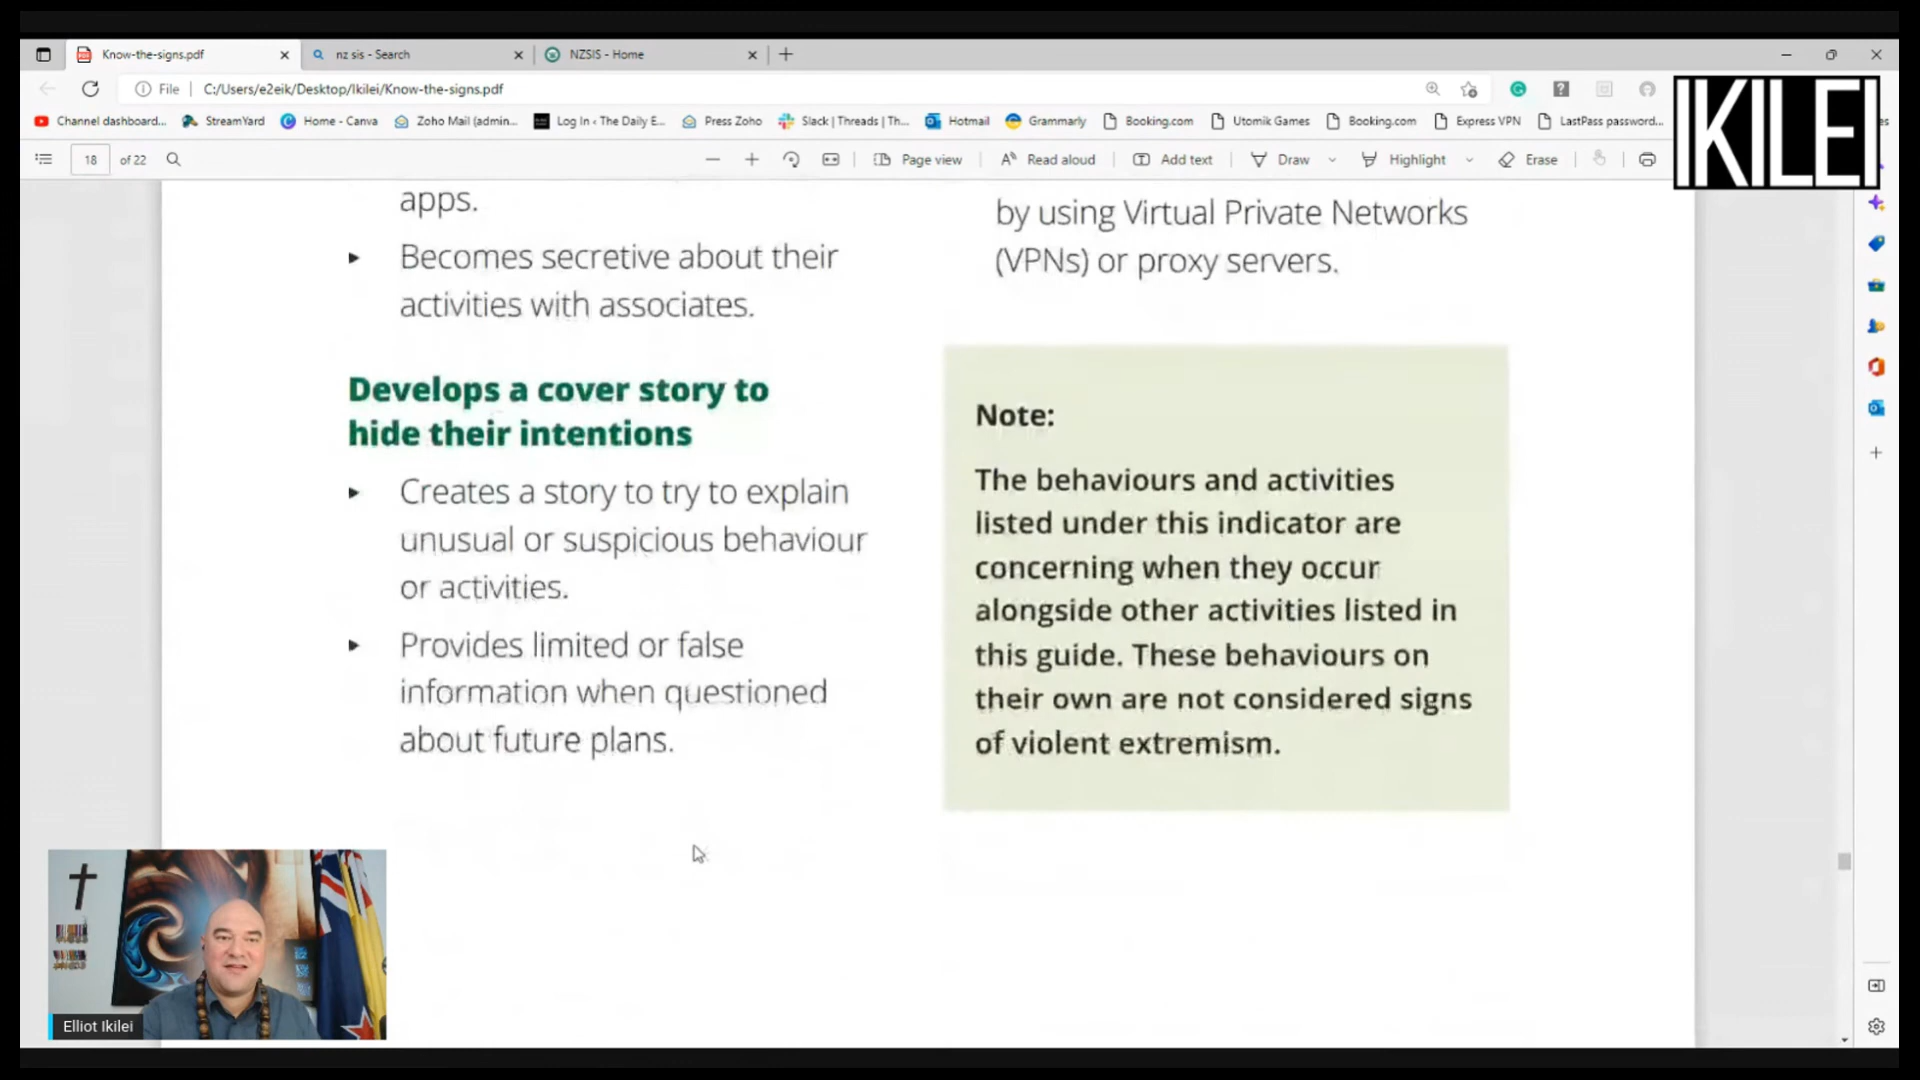 Know-the-signs.pdf
nz sis - Search
NZSIS - Home
File
C:/Users/e2eik/Desktop/Ikilei/Know-the-signs.pdf
Channel dashboard...
StreamYard
Home - Canva
Zoho Mail (admin...
Log In ‹ The Daily E...
Press Zoho
Slack | Threads | Th...
Hotmail
Grammarly
Booking.com
Utomik Games
Booking.com
Express VPN
LastPass password...
IKILEI
18 of 22
Page view
Read aloud
Add text
Draw
Highlight
Erase
apps.
Becomes secretive about their
activities with associates.
Develops a cover story to
hide their intentions
Creates a story to try to explain
unusual or suspicious behaviour
or activities.
Provides limited or false
information when questioned
about future plans.
by using Virtual Private Networks
(VPNs) or proxy servers.
Note:
The behaviours and activities
listed under this indicator are
concerning when they occur
alongside other activities listed in
this guide. These behaviours on
their own are not considered signs
of violent extremism.
Elliot Ikilei